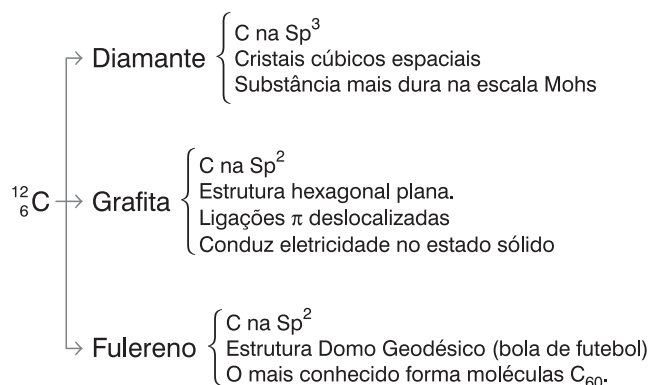 C na Sp³
Diamante
Cristais cúbicos espaciais
Substância mais dura na escala Mohs
C na Sp²
Estrutura hexagonal plana.
¹²₆C
Grafita
Ligações π deslocalizadas
Conduz eletricidade no estado sólido
C na Sp²
Fulereno
Estrutura Domo Geodésico (bola de futebol)
O mais conhecido forma moléculas C₆₀.